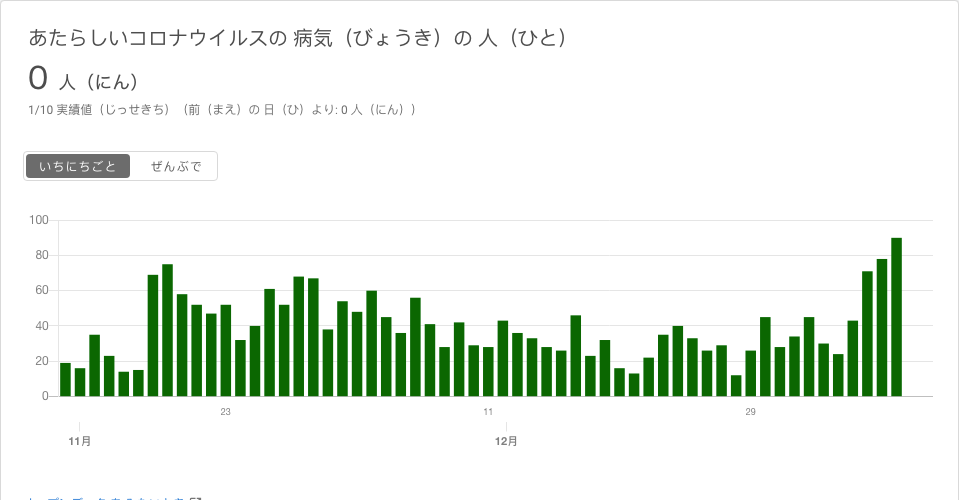 あたらしいコロナウイルスの 病気（びょうき）の 人（ひと）
0 人（にん）
1/10 実績値（じっせきち）（前（まえ）の 日（ひ）より: 0 人（にん））
いちにちごと ぜんぶで
100
80
60
40
20
0
23 11 29
11月 12月